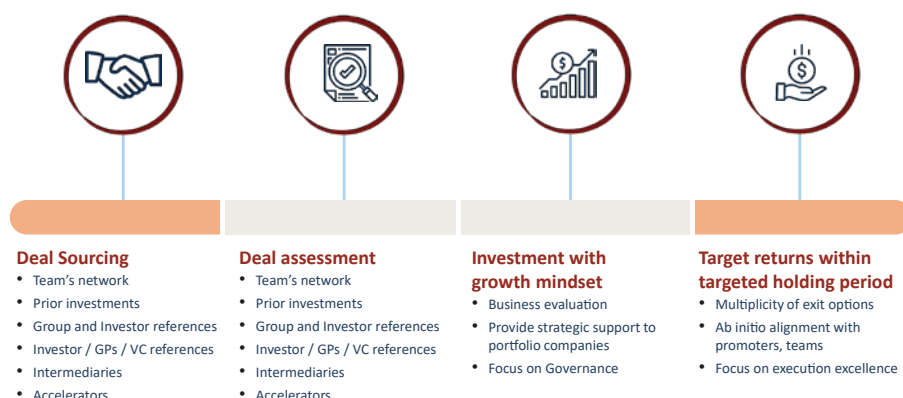 Deal Sourcing
• Team's network
• Prior investments
• Group and Investor references
• Investor / GPs / VC references
• Intermediaries
• Accelerators
Deal assessment
• Team's network
• Prior investments
• Group and Investor references
• Investor / GPs / VC references
• Intermediaries
• Accelerators
Investment with
growth mindset
• Business evaluation
• Provide strategic support to
portfolio companies
• Focus on Governance
Target returns within
targeted holding period
• Multiplicity of exit options
• Ab initio alignment with
promoters, teams
• Focus on execution excellence